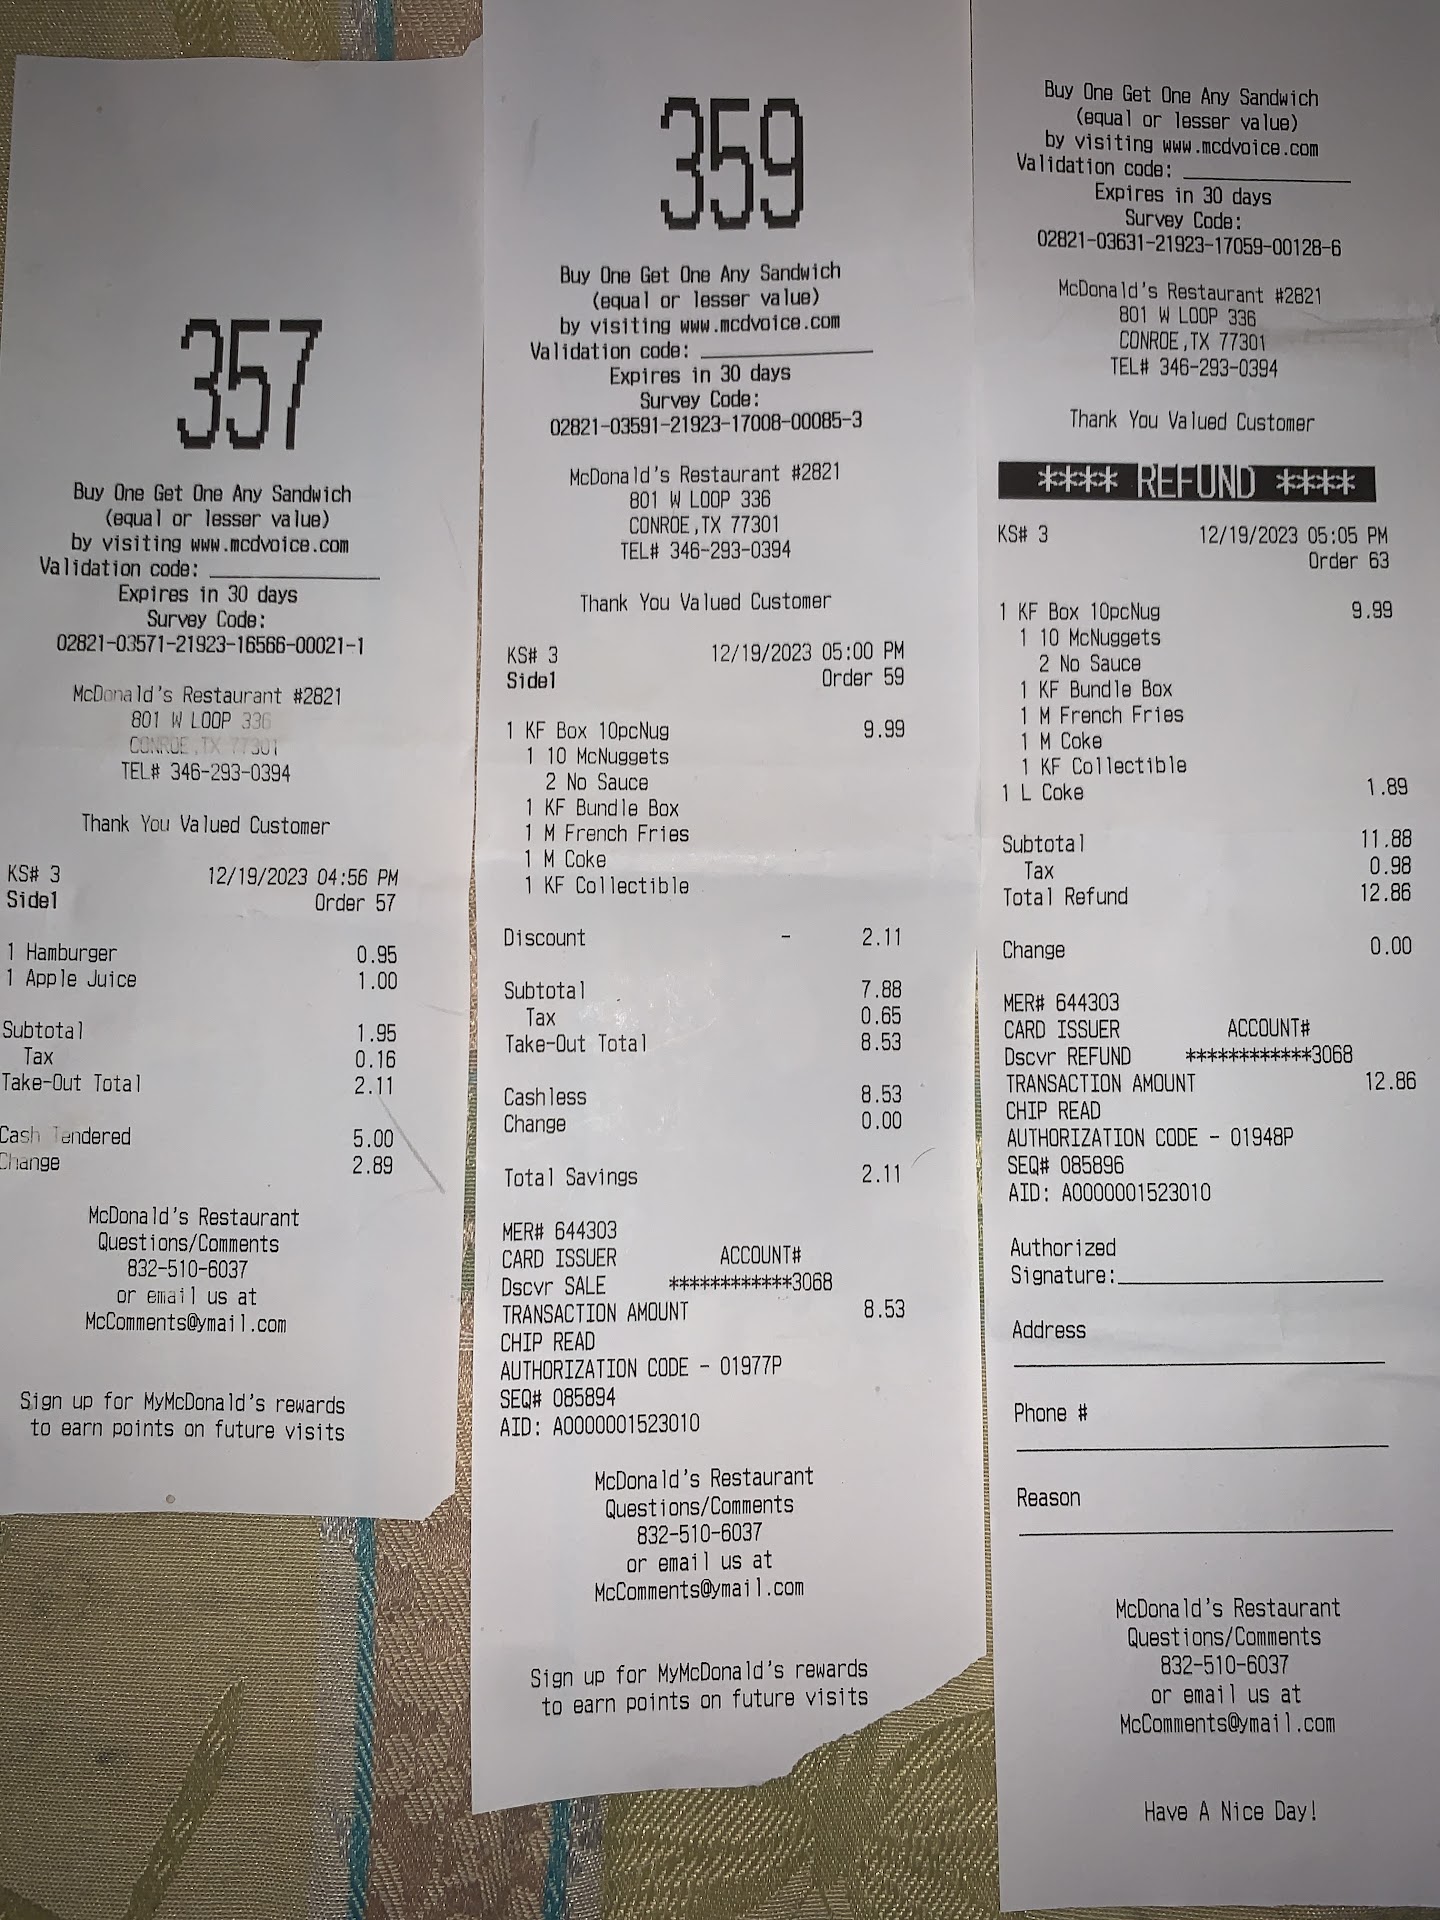 357
Buy One Get One Any Sandwich
(equal or lesser value)
by visiting www.mcdvoice.com
Validation code: ____________
Expires in 30 days
Survey Code:
02821-03571-21923-16566-00021-1
McDonald's Restaurant #2821
801 W LOOP 336
CONROE,TX 77301
TEL# 346-293-0394
Thank You Valued Customer
KS# 3 12/19/2023 04:56 PM
Side1 Order 57
1 Hamburger 0.95
1 Apple Juice 1.00
Subtotal 1.95
Tax 0.16
Take-Out Total 2.11
Cash Tendered 5.00
Change 2.89
McDonald's Restaurant
Questions/Comments
832-510-6037
or email us at
McComments@ymail.com
Sign up for MyMcDonald's rewards
to earn points on future visits
359
Buy One Get One Any Sandwich
(equal or lesser value)
by visiting www.mcdvoice.com
Validation code: ____________
Expires in 30 days
Survey Code:
02821-03591-21923-17008-00085-3
McDonald's Restaurant #2821
801 W LOOP 336
CONROE,TX 77301
TEL# 346-293-0394
Thank You Valued Customer
KS# 3 12/19/2023 05:00 PM
Side1 Order 59
1 KF Box 10pcNug 9.99
1 10 McNuggets
2 No Sauce
1 KF Bundle Box
1 M French Fries
1 M Coke
1 KF Collectible
Discount - 2.11
Subtotal 7.88
Tax 0.65
Take-Out Total 8.53
Cashless 8.53
Change 0.00
Total Savings 2.11
MER# 644303
CARD ISSUER ACCOUNT#
Dscvr SALE ************3068
TRANSACTION AMOUNT 8.53
CHIP READ
AUTHORIZATION CODE - 01977P
SEQ# 085894
AID: A0000001523010
McDonald's Restaurant
Questions/Comments
832-510-6037
or email us at
McComments@ymail.com
Sign up for MyMcDonald's rewards
to earn points on future visits
Buy One Get One Any Sandwich
(equal or lesser value)
by visiting www.mcdvoice.com
Validation code: ____________
Expires in 30 days
Survey Code:
02821-03631-21923-17059-00128-6
McDonald's Restaurant #2821
801 W LOOP 336
CONROE,TX 77301
TEL# 346-293-0394
Thank You Valued Customer
**** REFUND ****
KS# 3 12/19/2023 05:05 PM
Order 63
1 KF Box 10pcNug 9.99
1 10 McNuggets
2 No Sauce
1 KF Bundle Box
1 M French Fries
1 M Coke
1 KF Collectible
1 L Coke 1.89
Subtotal 11.88
Tax 0.98
Total Refund 12.86
Change 0.00
MER# 644303
CARD ISSUER ACCOUNT#
Dscvr REFUND ************3068
TRANSACTION AMOUNT 12.86
CHIP READ
AUTHORIZATION CODE - 01948P
SEQ# 085896
AID: A0000001523010
Authorized
Signature:____________
Address
Phone #
Reason
McDonald's Restaurant
Questions/Comments
832-510-6037
or email us at
McComments@ymail.com
Have A Nice Day!